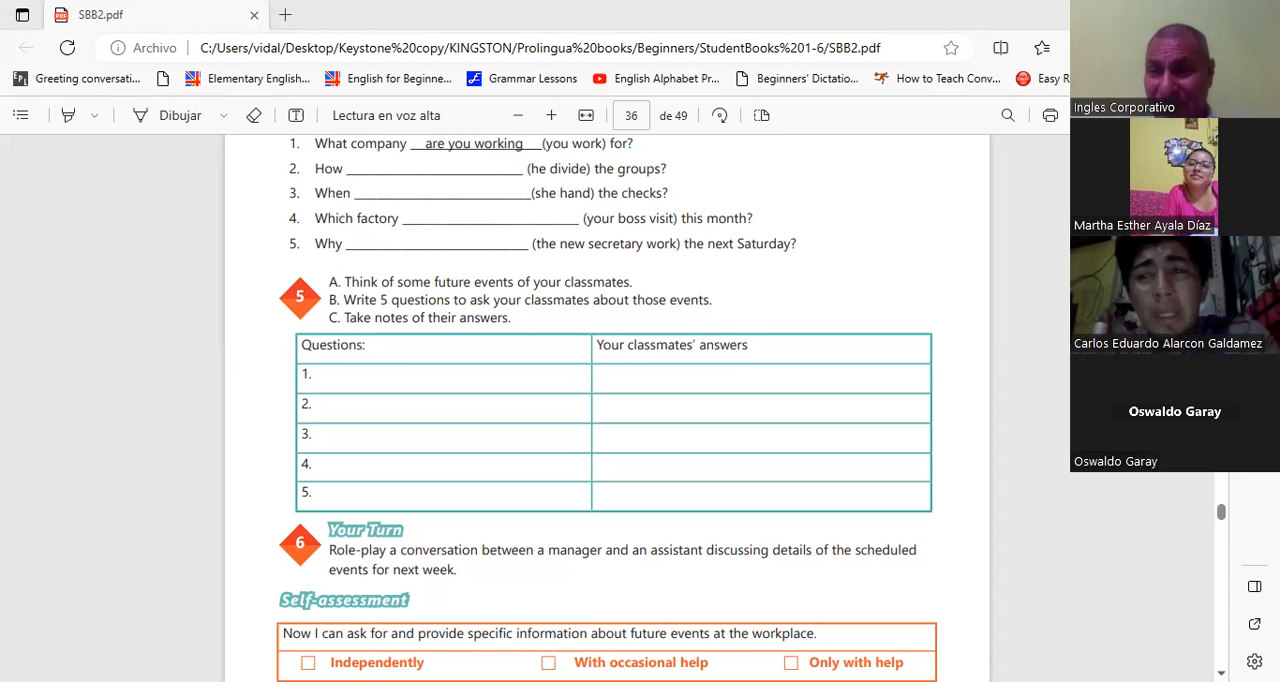 SBB2.pdf
Archivo C:/Users/vidal/Desktop/Keystone%20copy/KINGSTON/Prolingua%20books/Beginners/StudentBooks%201-6/SBB2.pdf
Greeting conversati... Elementary English... English for Beginne... Grammar Lessons English Alphabet Pr... Beginners' Dictatio... How to Teach Conv... Easy R
Dibujar Lectura en voz alta 36 de 49
1. What company __are you working___(you work) for?
2. How ________________________ (he divide) the groups?
3. When ________________________(she hand) the checks?
4. Which factory ________________________ (your boss visit) this month?
5. Why _________________________ (the new secretary work) the next Saturday?
5
A. Think of some future events of your classmates.
B. Write 5 questions to ask your classmates about those events.
C. Take notes of their answers.
Questions: Your classmates' answers
1.
2.
3.
4.
5.
6
Your Turn
Role-play a conversation between a manager and an assistant discussing details of the scheduled
events for next week.
Self-assessment
Now I can ask for and provide specific information about future events at the workplace.
Independently With occasional help Only with help
Ingles Corporativo
Martha Esther Ayala Díaz
Carlos Eduardo Alarcon Galdamez
Oswaldo Garay
Oswaldo Garay